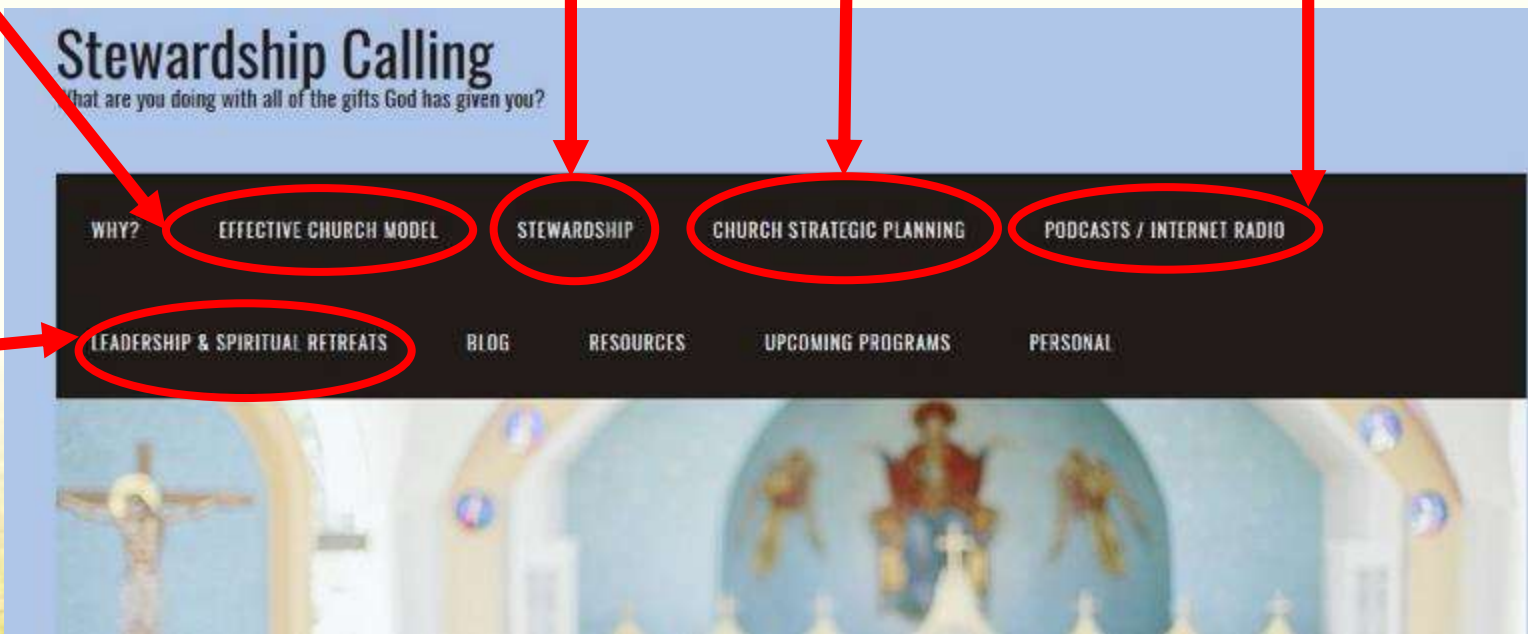 Stewardship Calling
What are you doing with all of the gifts God has given you?
WHY? EFFECTIVE CHURCH MODEL STEWARDSHIP CHURCH STRATEGIC PLANNING PODCASTS / INTERNET RADIO
LEADERSHIP & SPIRITUAL RETREATS BLOG RESOURCES UPCOMING PROGRAMS PERSONAL